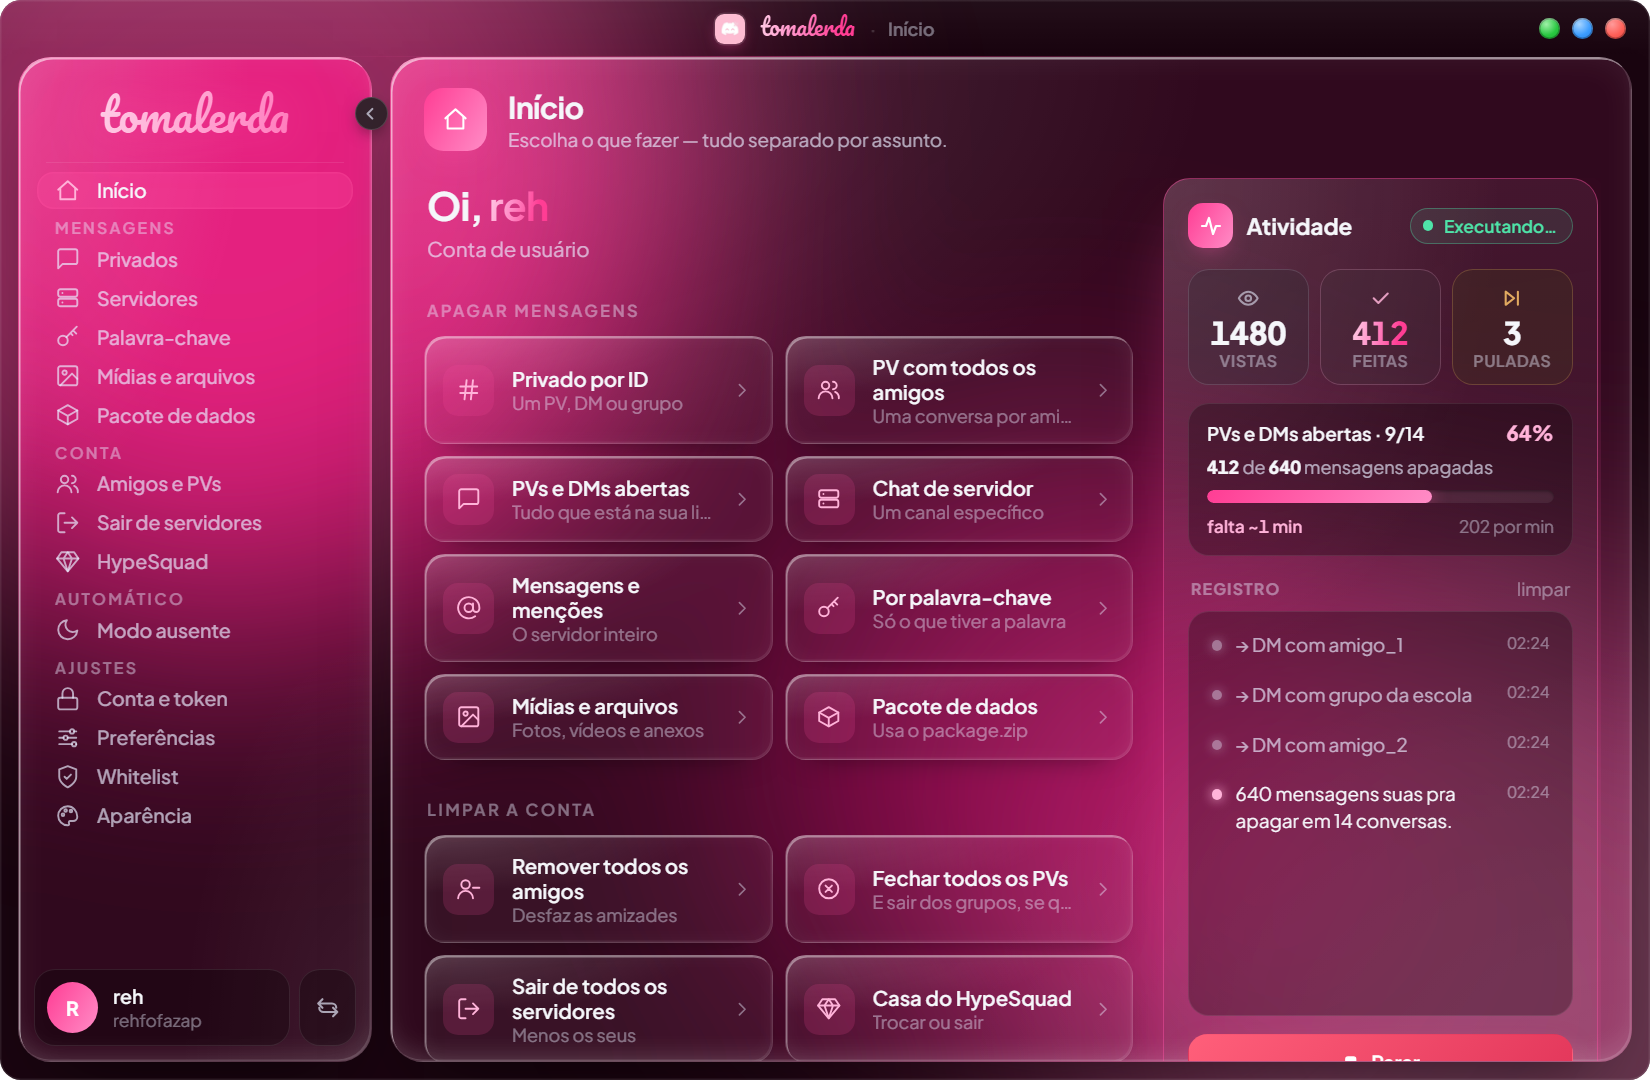 tomalerda · Início
tomalerda
Início
MENSAGENS
Privados
Servidores
Palavra-chave
Mídias e arquivos
Pacote de dados
CONTA
Amigos e PVs
Sair de servidores
HypeSquad
AUTOMÁTICO
Modo ausente
AJUSTES
Conta e token
Preferências
Whitelist
Aparência
R
reh
rehfofazap
Início
Escolha o que fazer — tudo separado por assunto.
Oi, reh
Conta de usuário
APAGAR MENSAGENS
Privado por ID
Um PV, DM ou grupo
PV com todos os
amigos
Uma conversa por ami...
PVs e DMs abertas
Tudo que está na sua li...
Chat de servidor
Um canal específico
Mensagens e
menções
O servidor inteiro
Por palavra-chave
Só o que tiver a palavra
Mídias e arquivos
Fotos, vídeos e anexos
Pacote de dados
Usa o package.zip
LIMPAR A CONTA
Remover todos os
amigos
Desfaz as amizades
Fechar todos os PVs
E sair dos grupos, se q...
Sair de todos os
servidores
Menos os seus
Casa do HypeSquad
Trocar ou sair
Atividade
Executando...
1480
VISTAS
412
FEITAS
3
PULADAS
PVs e DMs abertas · 9/14
64%
412 de 640 mensagens apagadas
falta ~1 min
202 por min
REGISTRO
limpar
→ DM com amigo_1
02:24
→ DM com grupo da escola
02:24
→ DM com amigo_2
02:24
640 mensagens suas pra
apagar em 14 conversas.
02:24
Parar